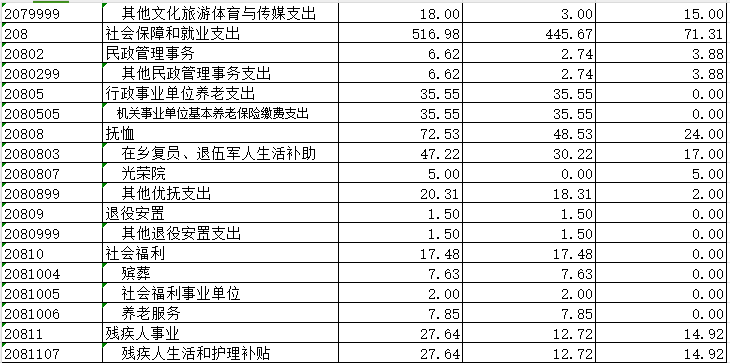 2079999 其他文化旅游体育与传媒支出 18.00 3.00 15.00
208 社会保障和就业支出 516.98 445.67 71.31
20802 民政管理事务 6.62 2.74 3.88
2080299 其他民政管理事务支出 6.62 2.74 3.88
20805 行政事业单位养老支出 35.55 35.55 0.00
2080505 机关事业单位基本养老保险缴费支出 35.55 35.55 0.00
20808 抚恤 72.53 48.53 24.00
2080803 在乡复员、退伍军人生活补助 47.22 30.22 17.00
2080807 光荣院 5.00 0.00 5.00
2080899 其他优抚支出 20.31 18.31 2.00
20809 退役安置 1.50 1.50 0.00
2080999 其他退役安置支出 1.50 1.50 0.00
20810 社会福利 17.48 17.48 0.00
2081004 殡葬 7.63 7.63 0.00
2081005 社会福利事业单位 2.00 2.00 0.00
2081006 养老服务 7.85 7.85 0.00
20811 残疾人事业 27.64 12.72 14.92
2081107 残疾人生活和护理补贴 27.64 12.72 14.92